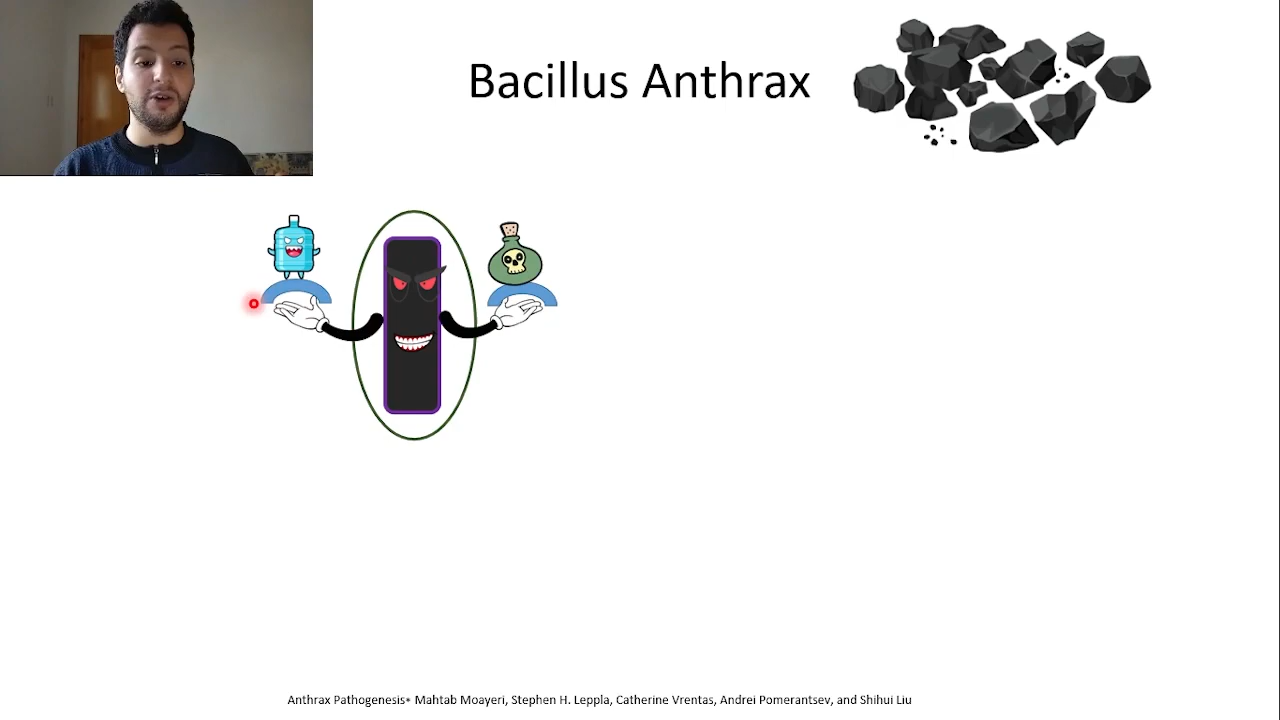 Bacillus Anthrax
Anthrax Pathogenesis* Mahtab Moayeri, Stephen H. Leppla, Catherine Vrentas, Andrei Pomerantsev, and Shihui Liu